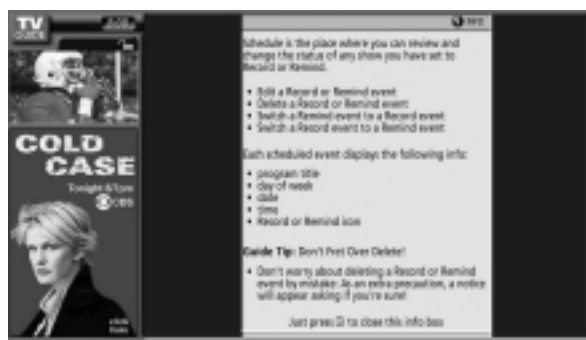 TV
GUIDE
INFO
Schedule is the place where you can review and
change the status of any show you have set to
Record or Remind.
• Edit a Record or Remind event
• Delete a Record or Remind event
• Switch a Remind event to a Record event
• Switch a Record event to a Remind event
Each scheduled event displays the following info:
• program title
• day of week
• date
• time
• Record or Remind icon
Guide Tip: Don't Fret Over Delete!
• Don't worry about deleting a Record or Remind
event by mistake: As an extra precaution, a notice
will appear asking if you're sure!
Just press to close this info box
COLD
CASE
Tonight 8/7pm
CBS